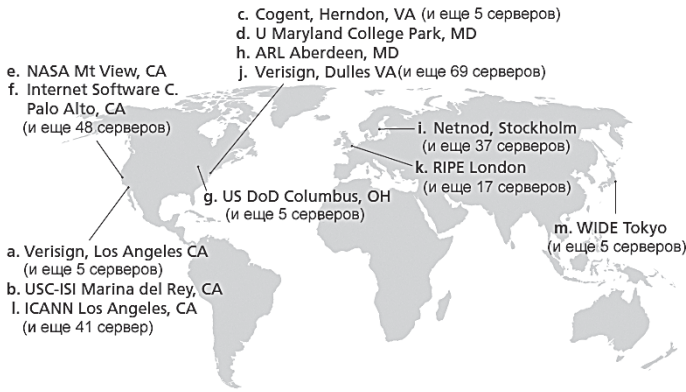 c. Cogent, Herndon, VA (и еще 5 серверов)
d. U Maryland College Park, MD
h. ARL Aberdeen, MD
j. Verisign, Dulles VA(и еще 69 серверов)
e. NASA Mt View, CA
f. Internet Software C.
Palo Alto, CA
(и еще 48 серверов)
i. Netnod, Stockholm
(и еще 37 серверов)
k. RIPE London
(и еще 17 серверов)
g. US DoD Columbus, OH
(и еще 5 серверов)
m. WIDE Tokyo
(и еще 5 серверов)
a. Verisign, Los Angeles CA
(и еще 5 серверов)
b. USC-ISI Marina del Rey, CA
l. ICANN Los Angeles, CA
(и еще 41 сервер)